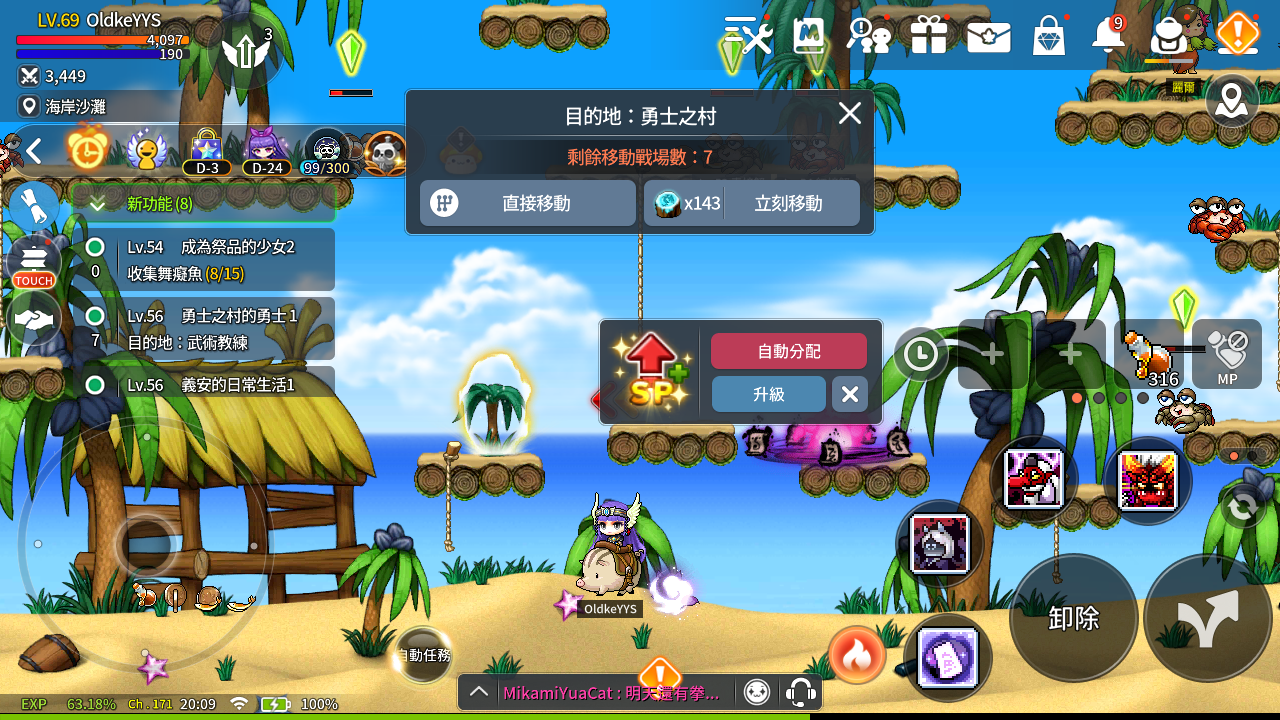 LV.69 OldkeYYS
4,097
190
3
3,449
海岸沙灘
D-3
D-24
99/300
9
麗爾
目的地：勇士之村
剩餘移動戰場數：7
直接移動
x143
立刻移動
新功能 (8)
Lv.54 成為祭品的少女2
0
收集舞癡魚 (8/15)
TOUCH
Lv.56 勇士之村的勇士 1
7
目的地：武術教練
Lv.56 義安的日常生活1
SP
自動分配
升級
316
MP
OldkeYYS
卸除
自動任務
MikamiYuaCat : 明天還有拳...
EXP 63.18% Ch.171 20:09 100%